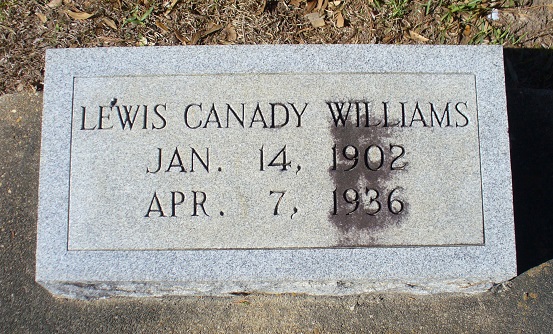 LEWIS CANADY WILLIAMS
JAN. 14, 1902
APR. 7, 1936